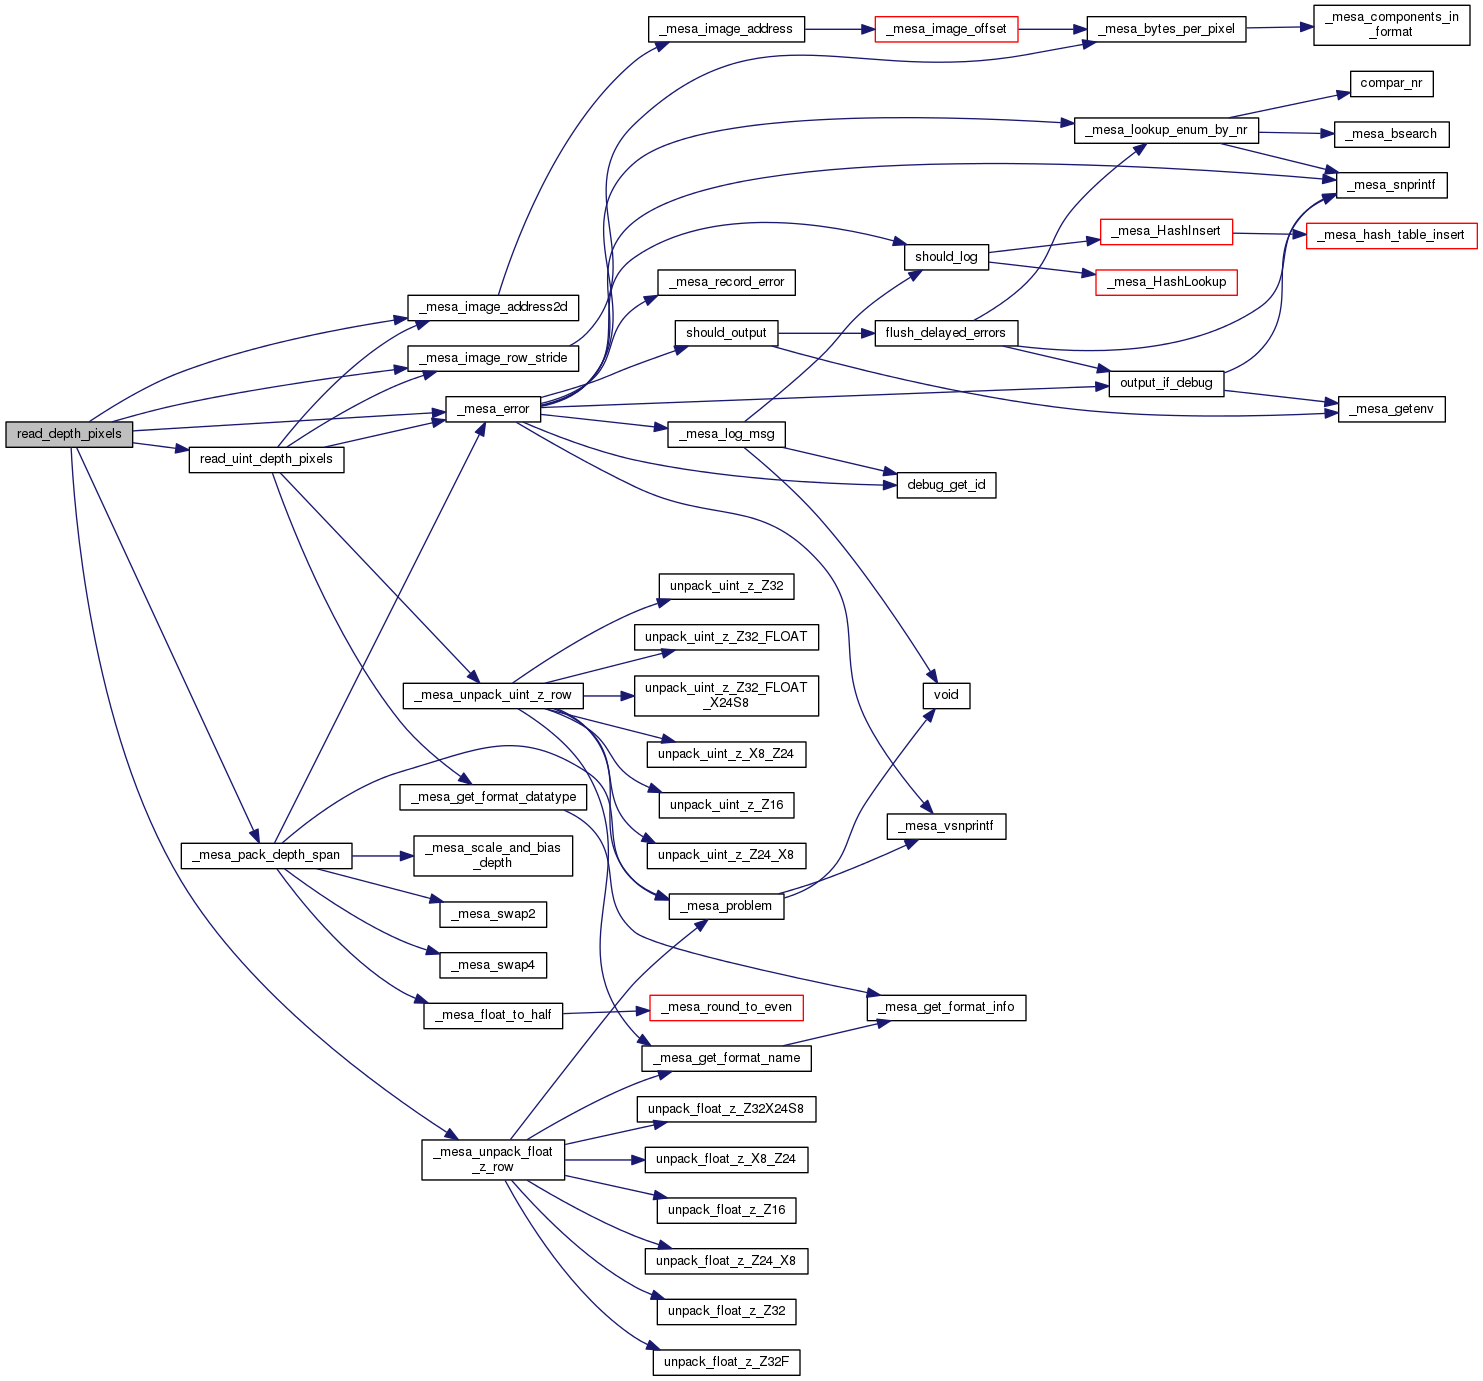 _mesa_image_address
_mesa_image_offset
_mesa_bytes_per_pixel
_mesa_components_in
_format
compar_nr
_mesa_lookup_enum_by_nr
_mesa_bsearch
_mesa_snprintf
_mesa_HashInsert
_mesa_hash_table_insert
should_log
_mesa_HashLookup
_mesa_record_error
_mesa_image_address2d
should_output
flush_delayed_errors
_mesa_image_row_stride
output_if_debug
_mesa_error
_mesa_getenv
read_depth_pixels
_mesa_log_msg
read_uint_depth_pixels
debug_get_id
unpack_uint_z_Z32
unpack_uint_z_Z32_FLOAT
_mesa_unpack_uint_z_row
unpack_uint_z_Z32_FLOAT
_X24S8
void
unpack_uint_z_X8_Z24
_mesa_get_format_datatype
unpack_uint_z_Z16
_mesa_vsnprintf
_mesa_pack_depth_span
_mesa_scale_and_bias
_depth
unpack_uint_z_Z24_X8
_mesa_swap2
_mesa_problem
_mesa_swap4
_mesa_float_to_half
_mesa_round_to_even
_mesa_get_format_info
_mesa_get_format_name
unpack_float_z_Z32X24S8
_mesa_unpack_float
_z_row
unpack_float_z_X8_Z24
unpack_float_z_Z16
unpack_float_z_Z24_X8
unpack_float_z_Z32
unpack_float_z_Z32F